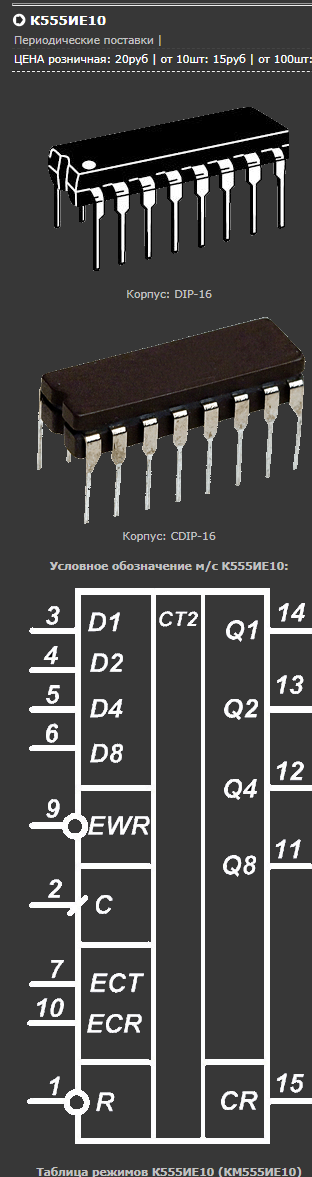 К555ИЕ10
Периодические поставки |
ЦЕНА розничная: 20руб | от 10шт: 15руб | от 100шт:
Корпус: DIP-16
Корпус: CDIP-16
Условное обозначение м/с К555ИЕ10:
3 D1 CT2 Q1 14
4 D2
5 D4 Q2 13
6 D8
9 EWR Q4 12
2 C Q8 11
7 ECT
10 ECR
1 R CR 15
Таблица режимов К555ИЕ10 (КМ555ИЕ10)